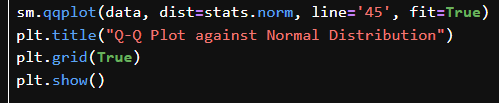 sm.qqplot(data, dist=stats.norm, line='45', fit=True)
plt.title("Q-Q Plot against Normal Distribution")
plt.grid(True)
plt.show()